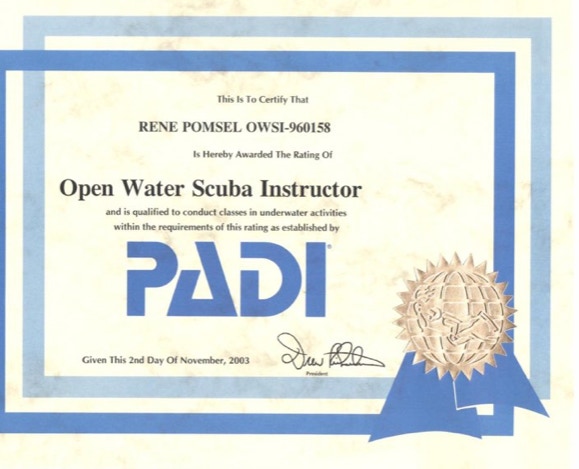 This Is To Certify That
RENE POMSEL OWSI-960158
Is Hereby Awarded The Rating Of
Open Water Scuba Instructor
and is qualified to conduct classes in underwater activities
within the requirements of this rating as established by
PADI®
Given This 2nd Day Of November, 2003
President